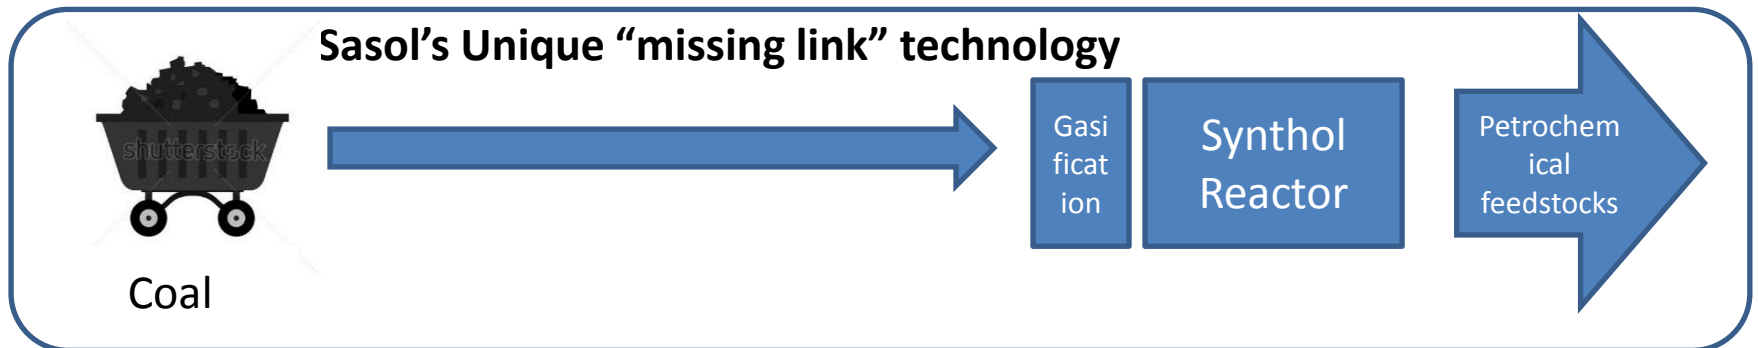 Sasol’s Unique “missing link” technology
shutterstock
Gasi
ficat
ion
Synthol
Reactor
Petrochem
ical
feedstocks
Coal